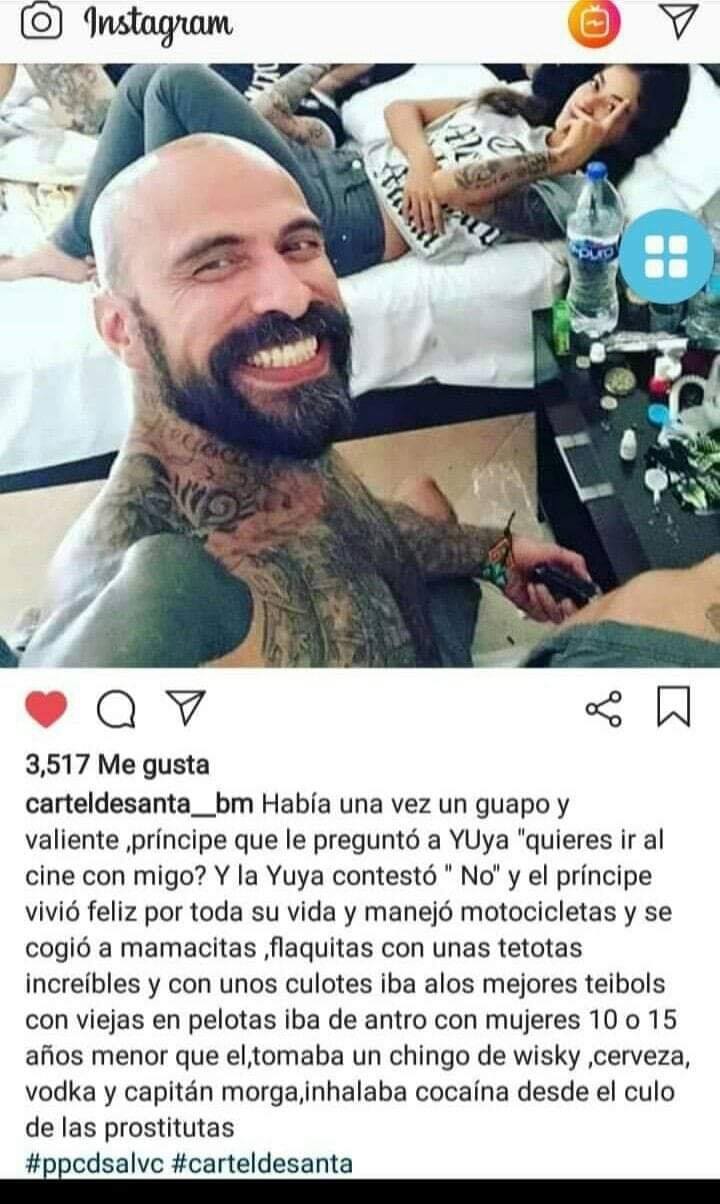 Instagram
puro
3,517 Me gusta
carteldesanta__bm Había una vez un guapo y
valiente ,príncipe que le preguntó a YUya "quieres ir al
cine con migo? Y la Yuya contestó " No" y el príncipe
vivió feliz por toda su vida y manejó motocicletas y se
cogió a mamacitas ,flaquitas con unas tetotas
increíbles y con unos culotes iba alos mejores teibols
con viejas en pelotas iba de antro con mujeres 10 o 15
años menor que el,tomaba un chingo de wisky ,cerveza,
vodka y capitán morga,inhalaba cocaína desde el culo
de las prostitutas
#ppcdsalvc #carteldesanta